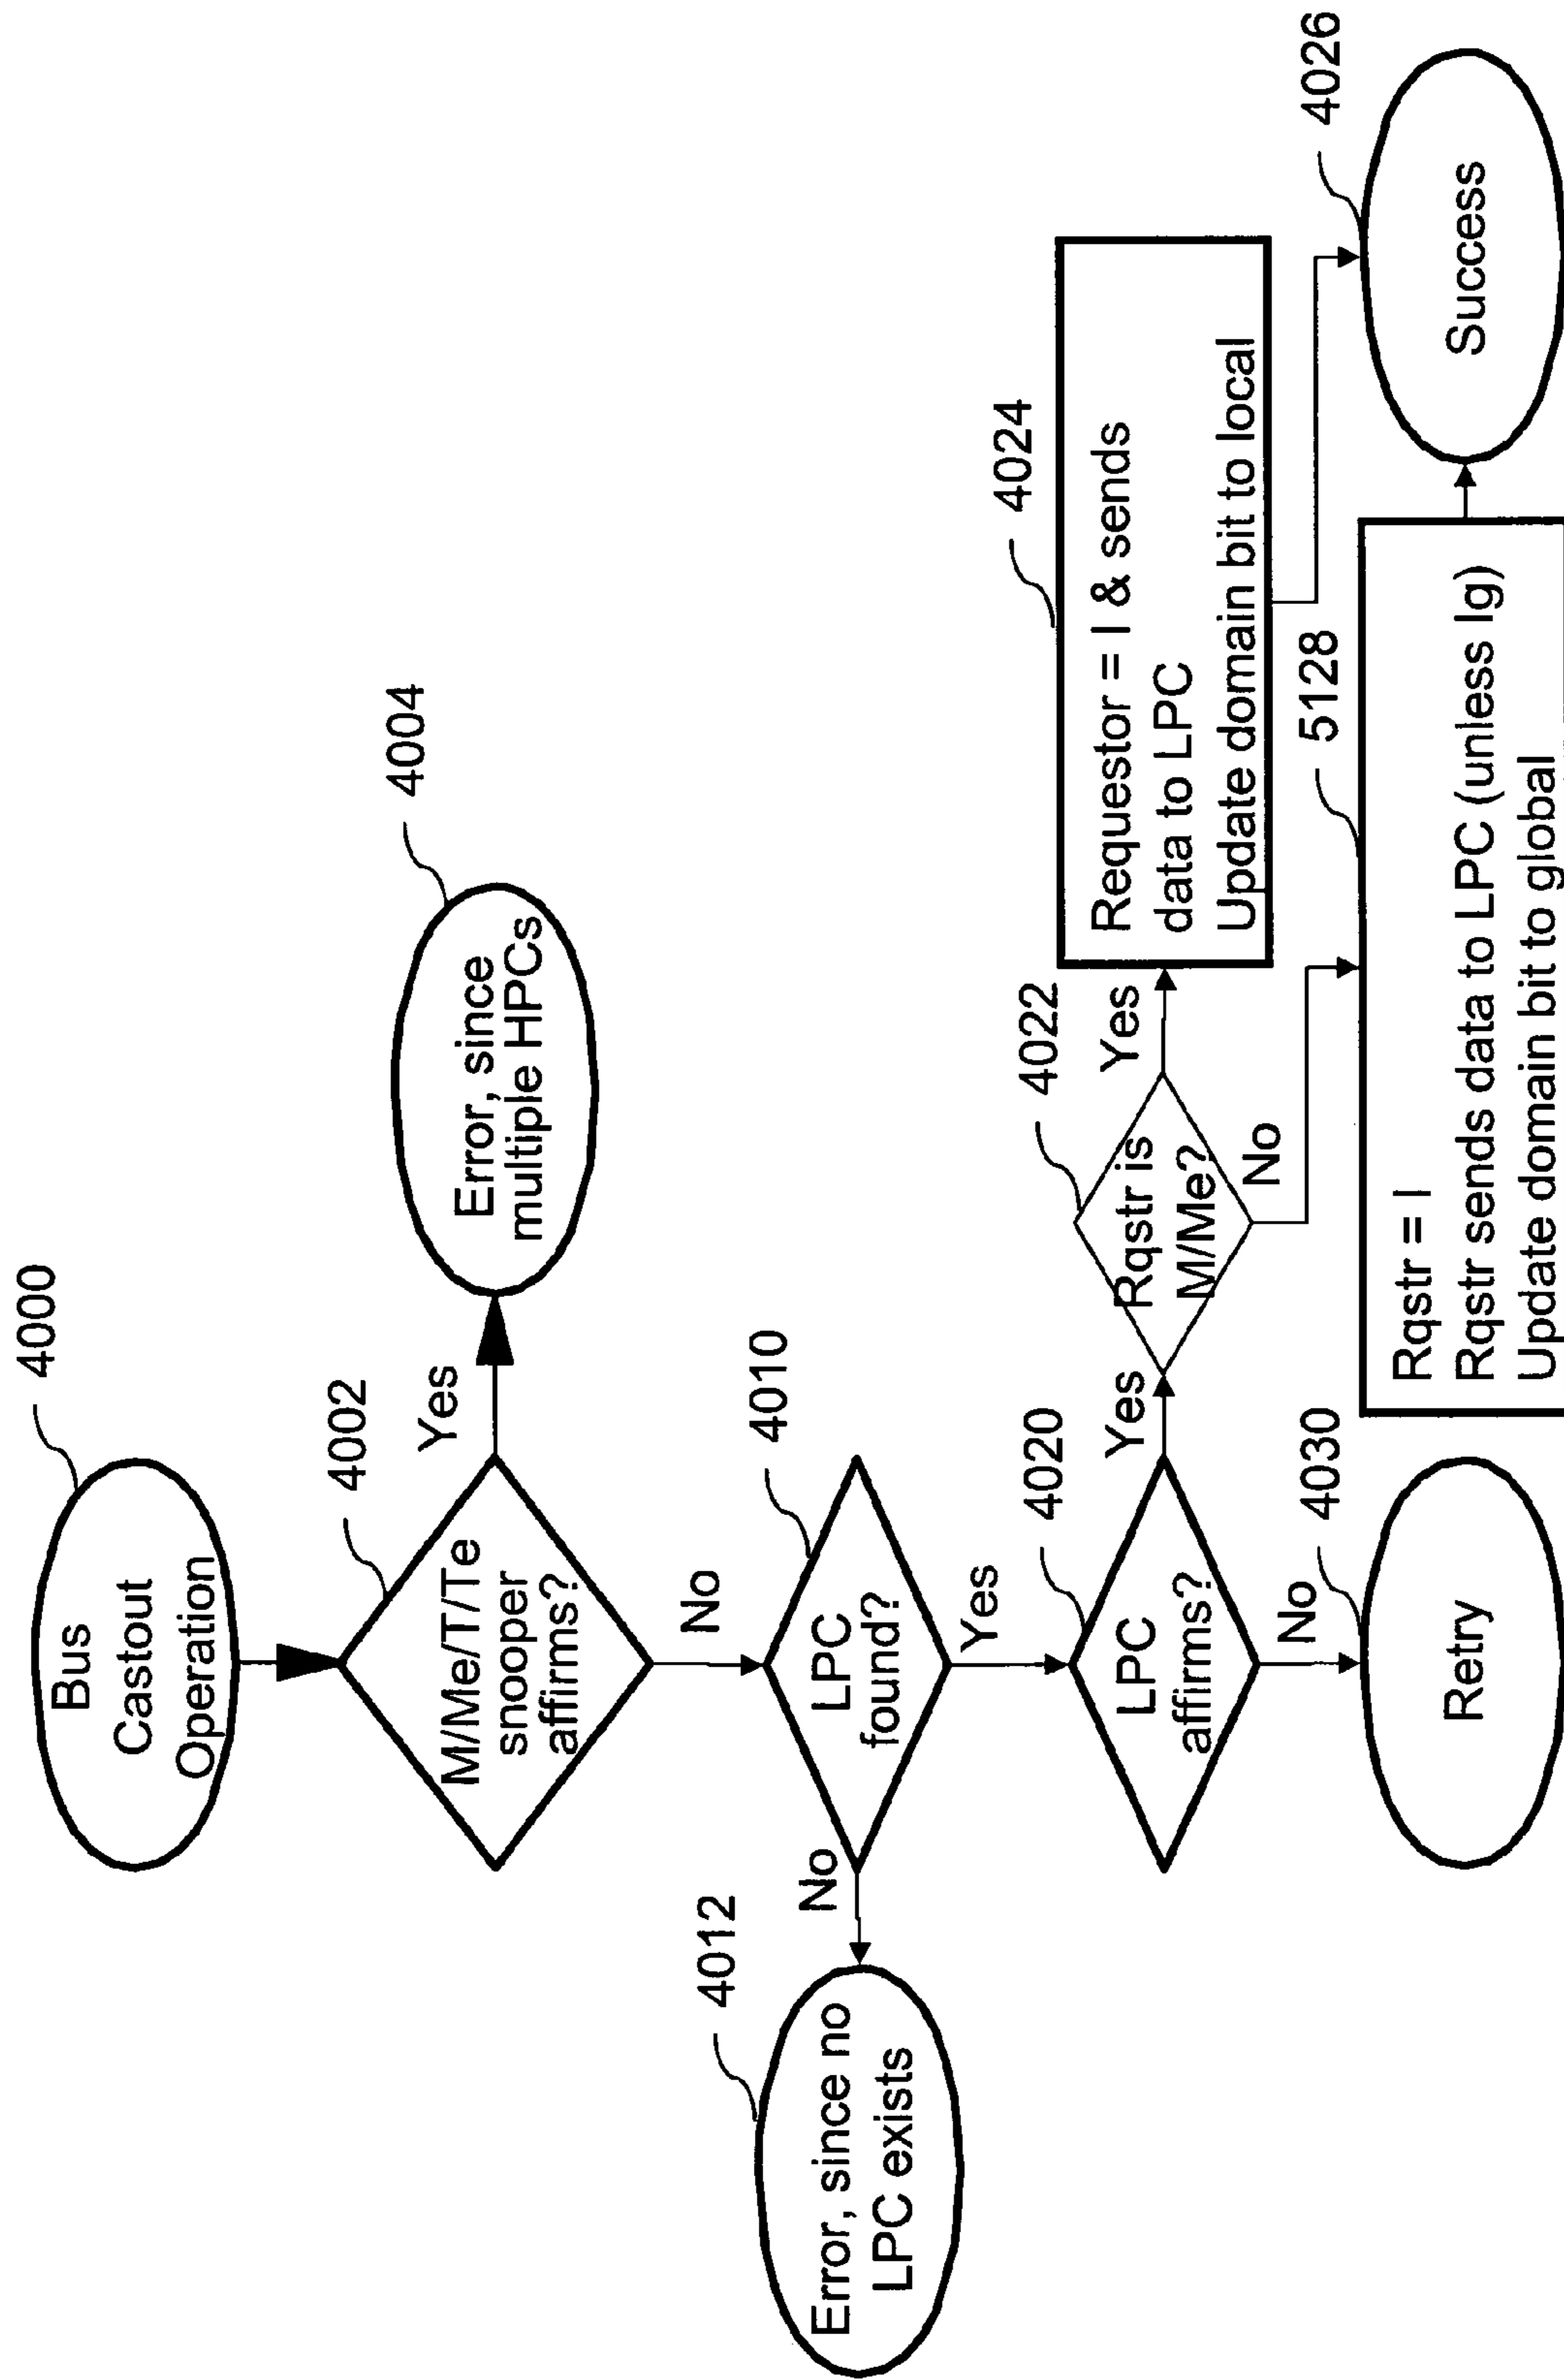 4000
Bus
Castout
Operation
4002
M/Me/T/Te
snooper
affirms?
Yes
4004
Error, since
multiple HPCs
No
4010
LPC
found?
No
4012
Error, since no
LPC exists
Yes
4020
LPC
affirms?
Yes
4022
Rqstr is
M/Me?
Yes
4024
Requestor = I & sends
data to LPC
Update domain bit to local
No
4030
Retry
No
5128
Rqstr = I
Rqstr sends data to LPC (unless Ig)
Update domain bit to global
4026
Success